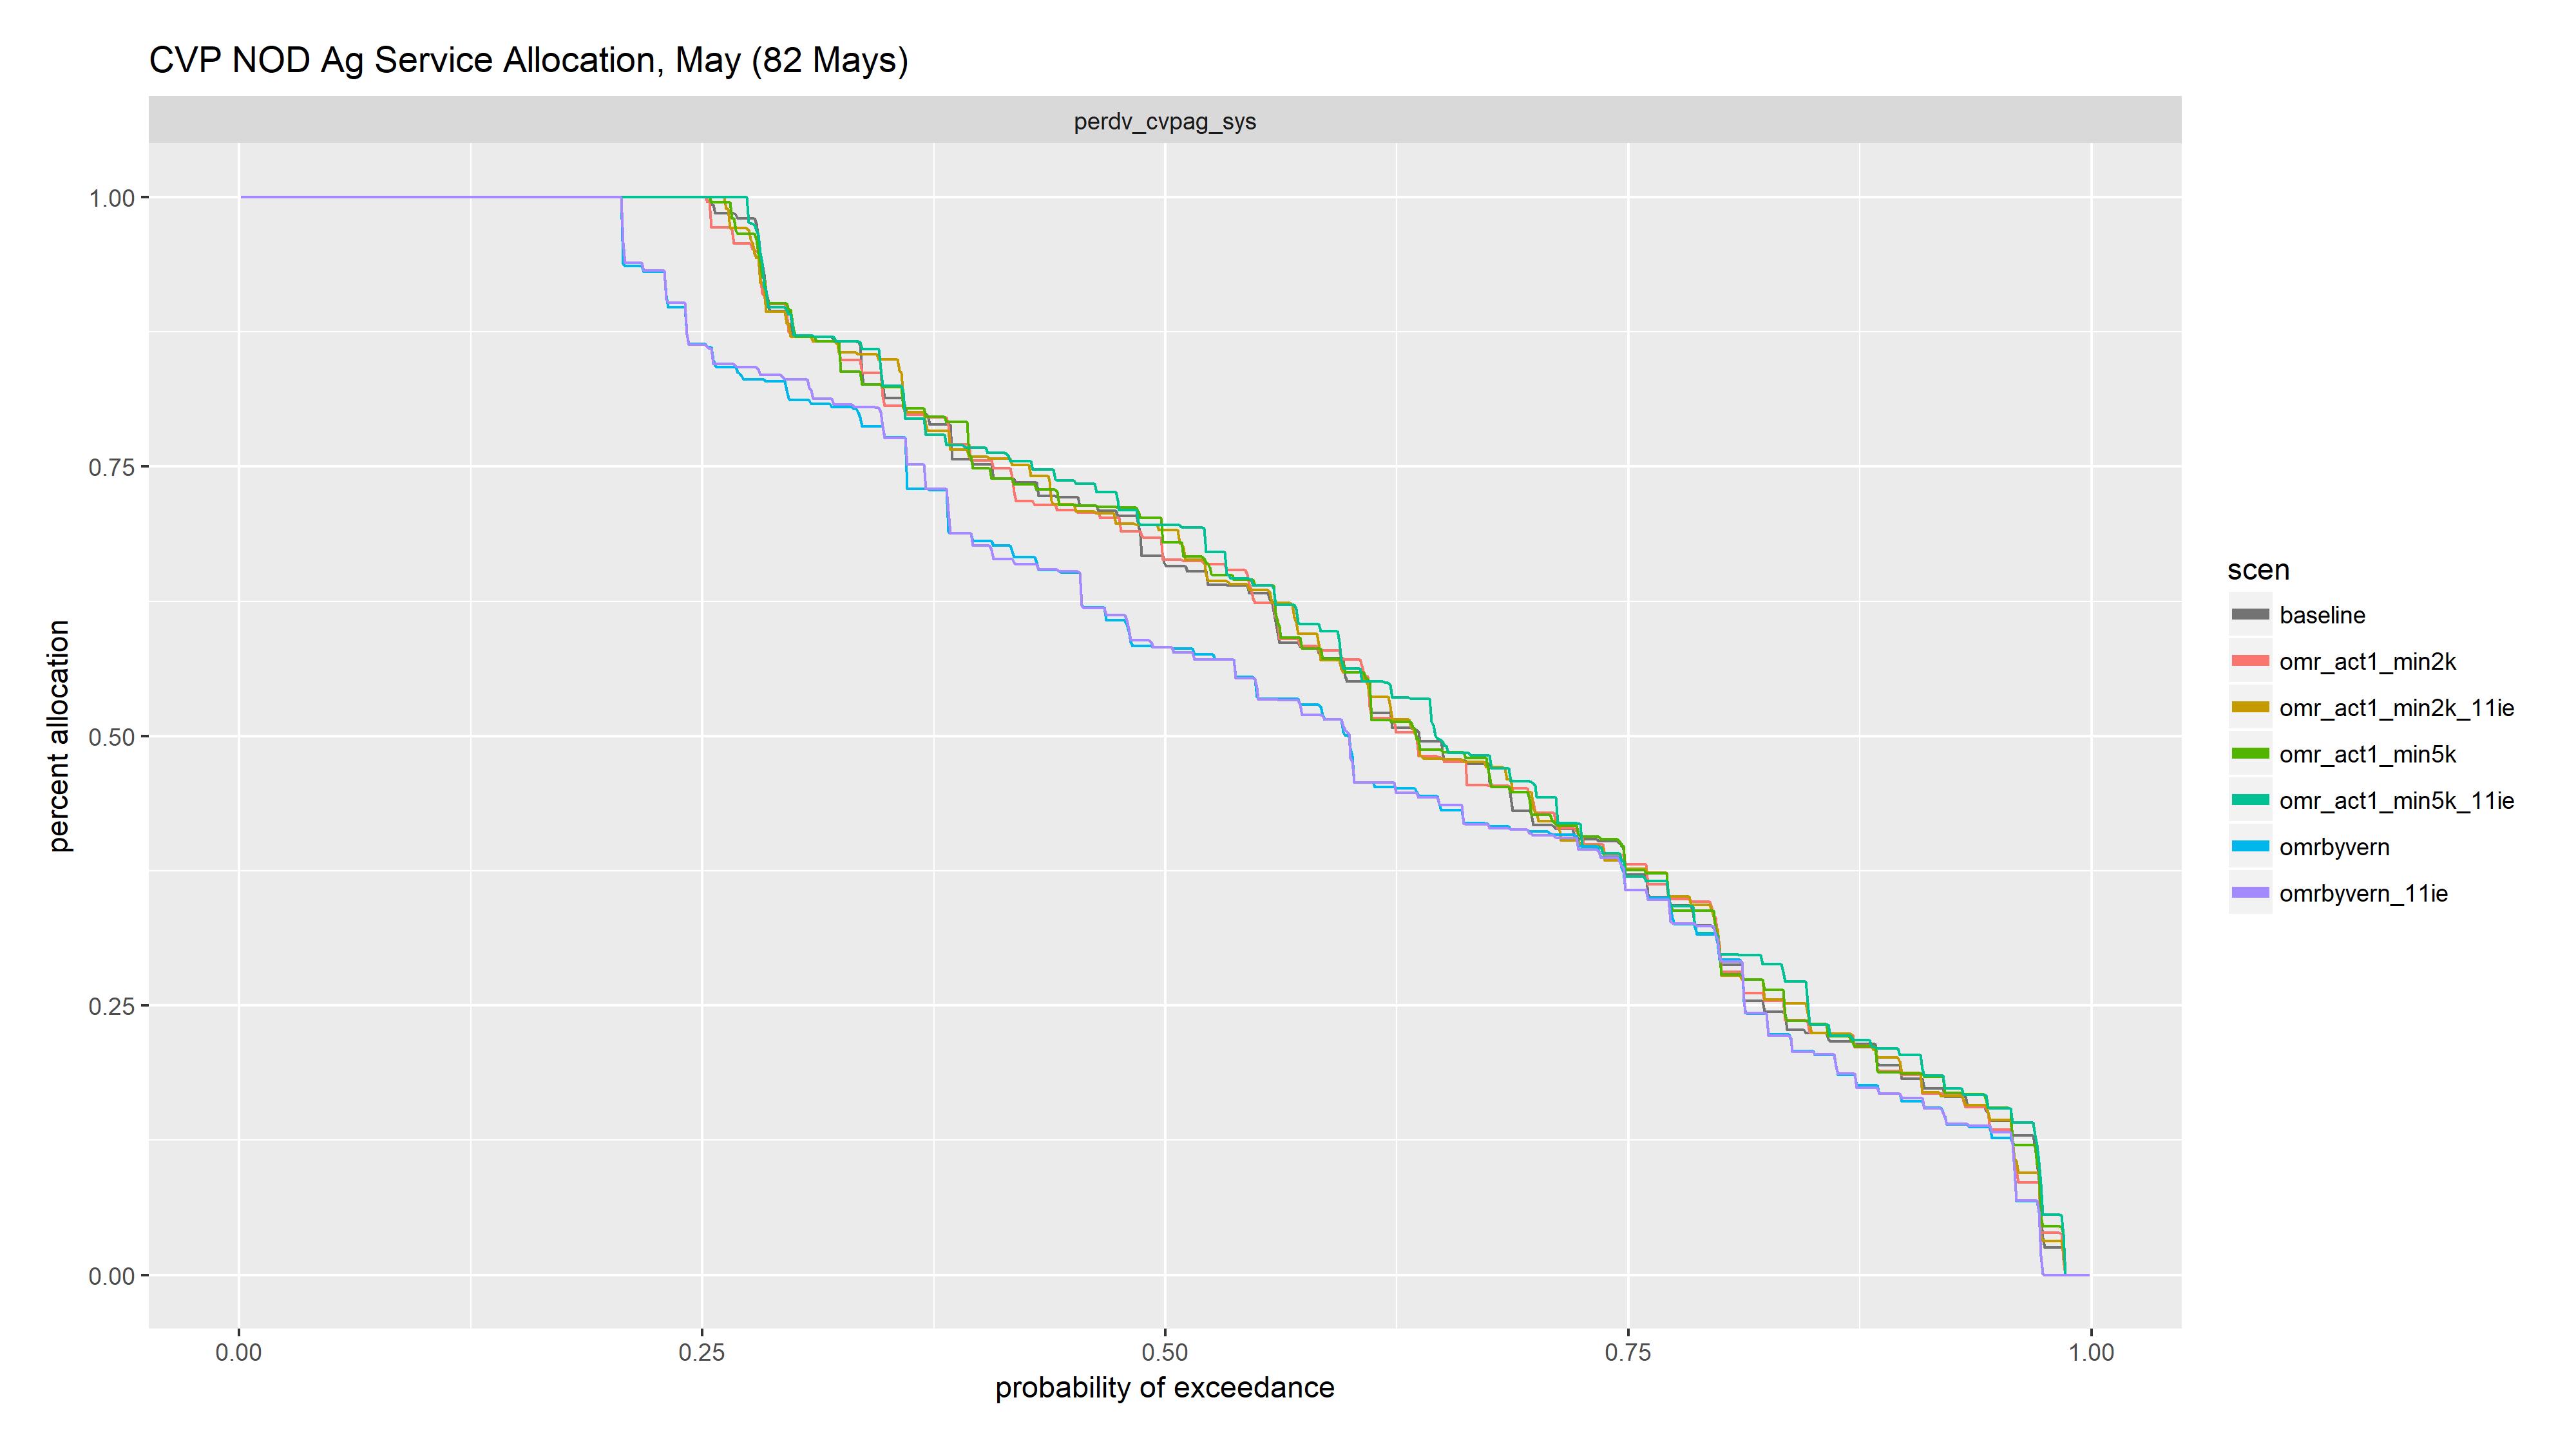 CVP NOD Ag Service Allocation, May (82 Mays)
perdv_cvpag_sys
1.00
0.75
0.50
0.25
0.00
percent allocation
0.00 0.25 0.50 0.75 1.00
probability of exceedance
scen
baseline
omr_act1_min2k
omr_act1_min2k_11ie
omr_act1_min5k
omr_act1_min5k_11ie
omrbyvern
omrbyvern_11ie